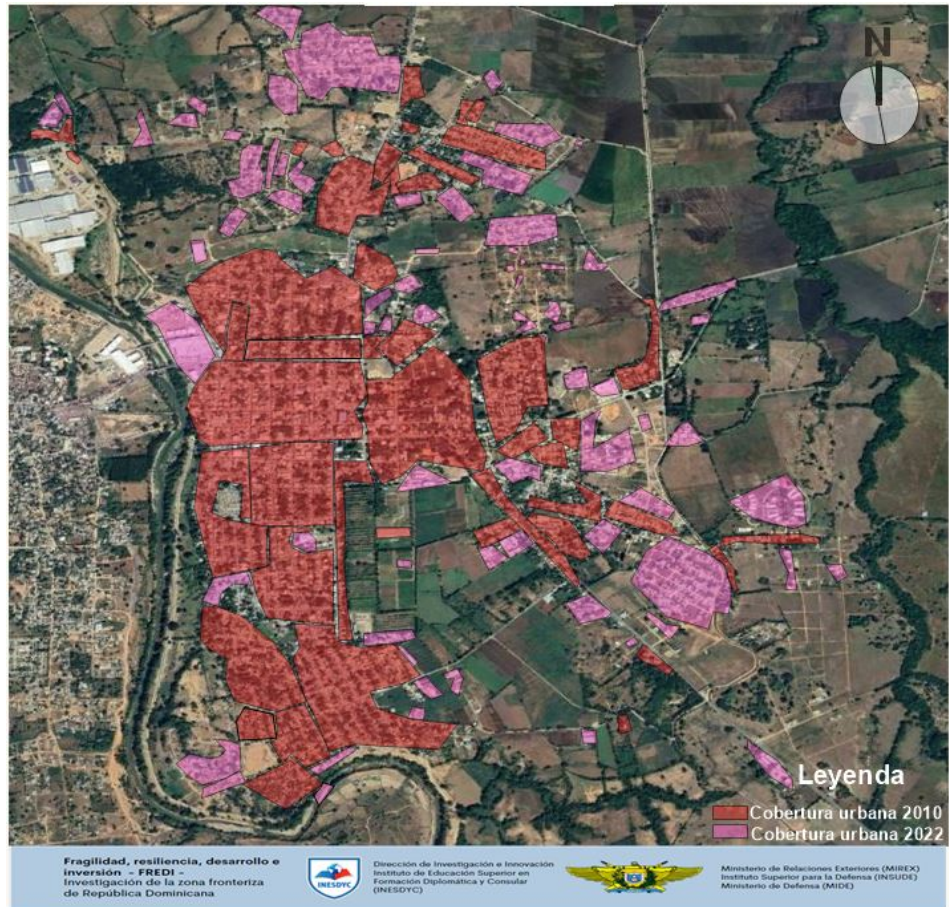 N
Leyenda
Cobertura urbana 2010
Cobertura urbana 2022
Fragilidad, resiliencia, desarrollo e
inversión - FREDI -
Investigación de la zona fronteriza
de República Dominicana
INESDYC
Dirección de Investigación e Innovación
Instituto de Educación Superior en
Formación Diplomática y Consular
(INESDYC)
Ministerio de Relaciones Exteriores (MIREX)
Instituto Superior para la Defensa (INSUDE)
Ministerio de Defensa (MIDE)